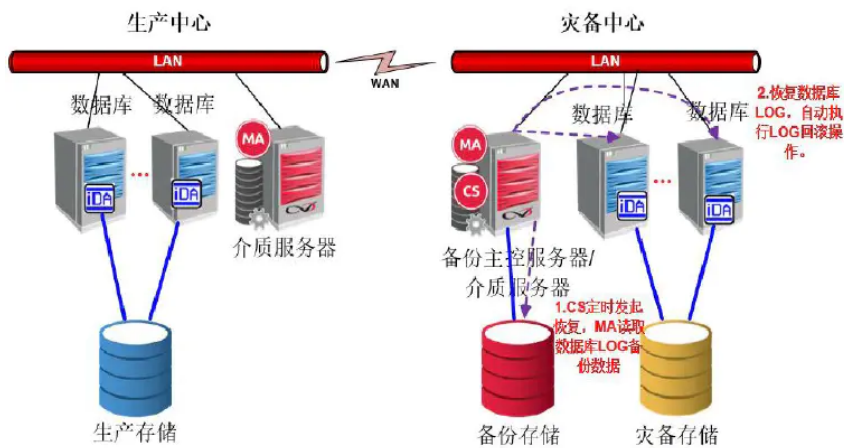 生产中心
灾备中心
LAN
WAN
LAN
数据库
数据库
数据库
数据库
2.恢复数据库
LOG，自动执
行LOG回滚操
作。
MA
MA
CS
iDA
iDA
iDA
iDA
...
...
介质服务器
备份主控服务器/
介质服务器
1.CS定时发起
恢复，MA读取
数据库LOG备
份数据
生产存储
备份存储
灾备存储